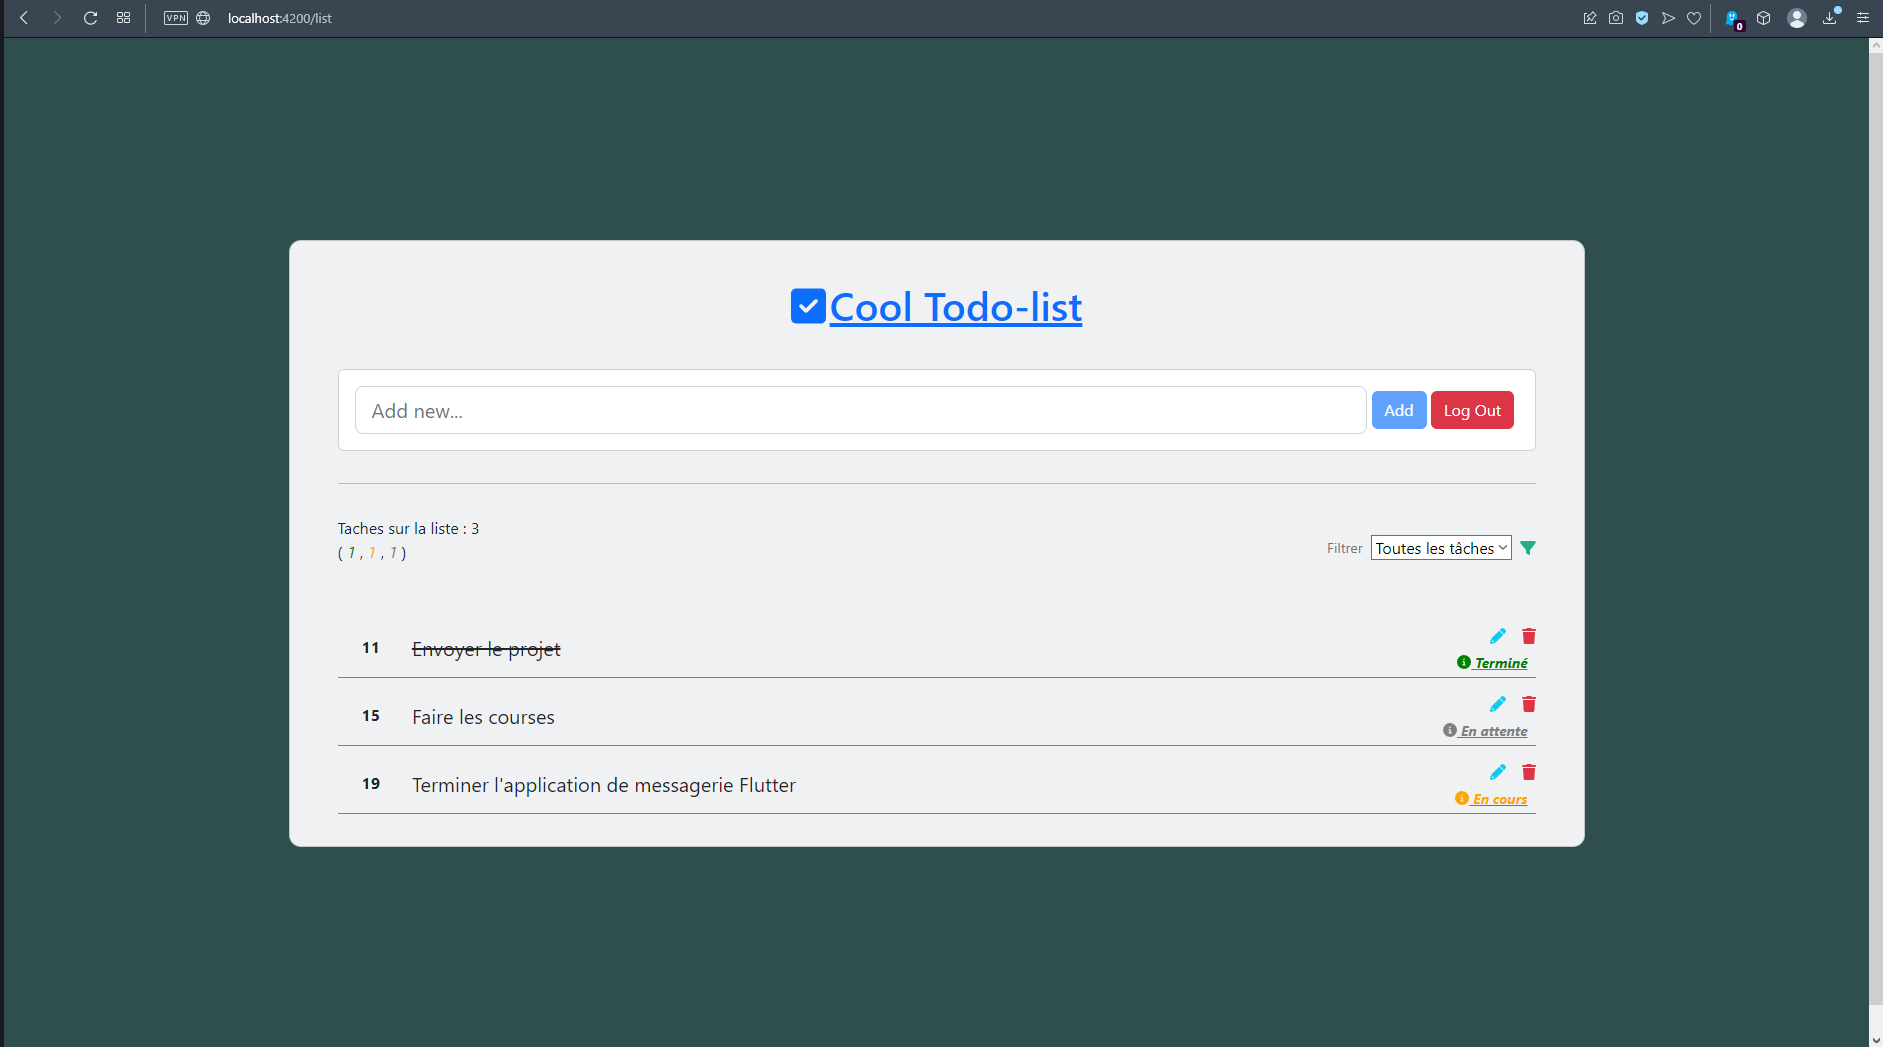 VPN localhost:4200/list
0
Cool Todo-list
Add new... Add Log Out
Taches sur la liste : 3
( 1 , 1 , 1 )
Filtrer Toutes les tâches
11 Envoyer le projet
Terminé
15 Faire les courses
En attente
19 Terminer l'application de messagerie Flutter
En cours